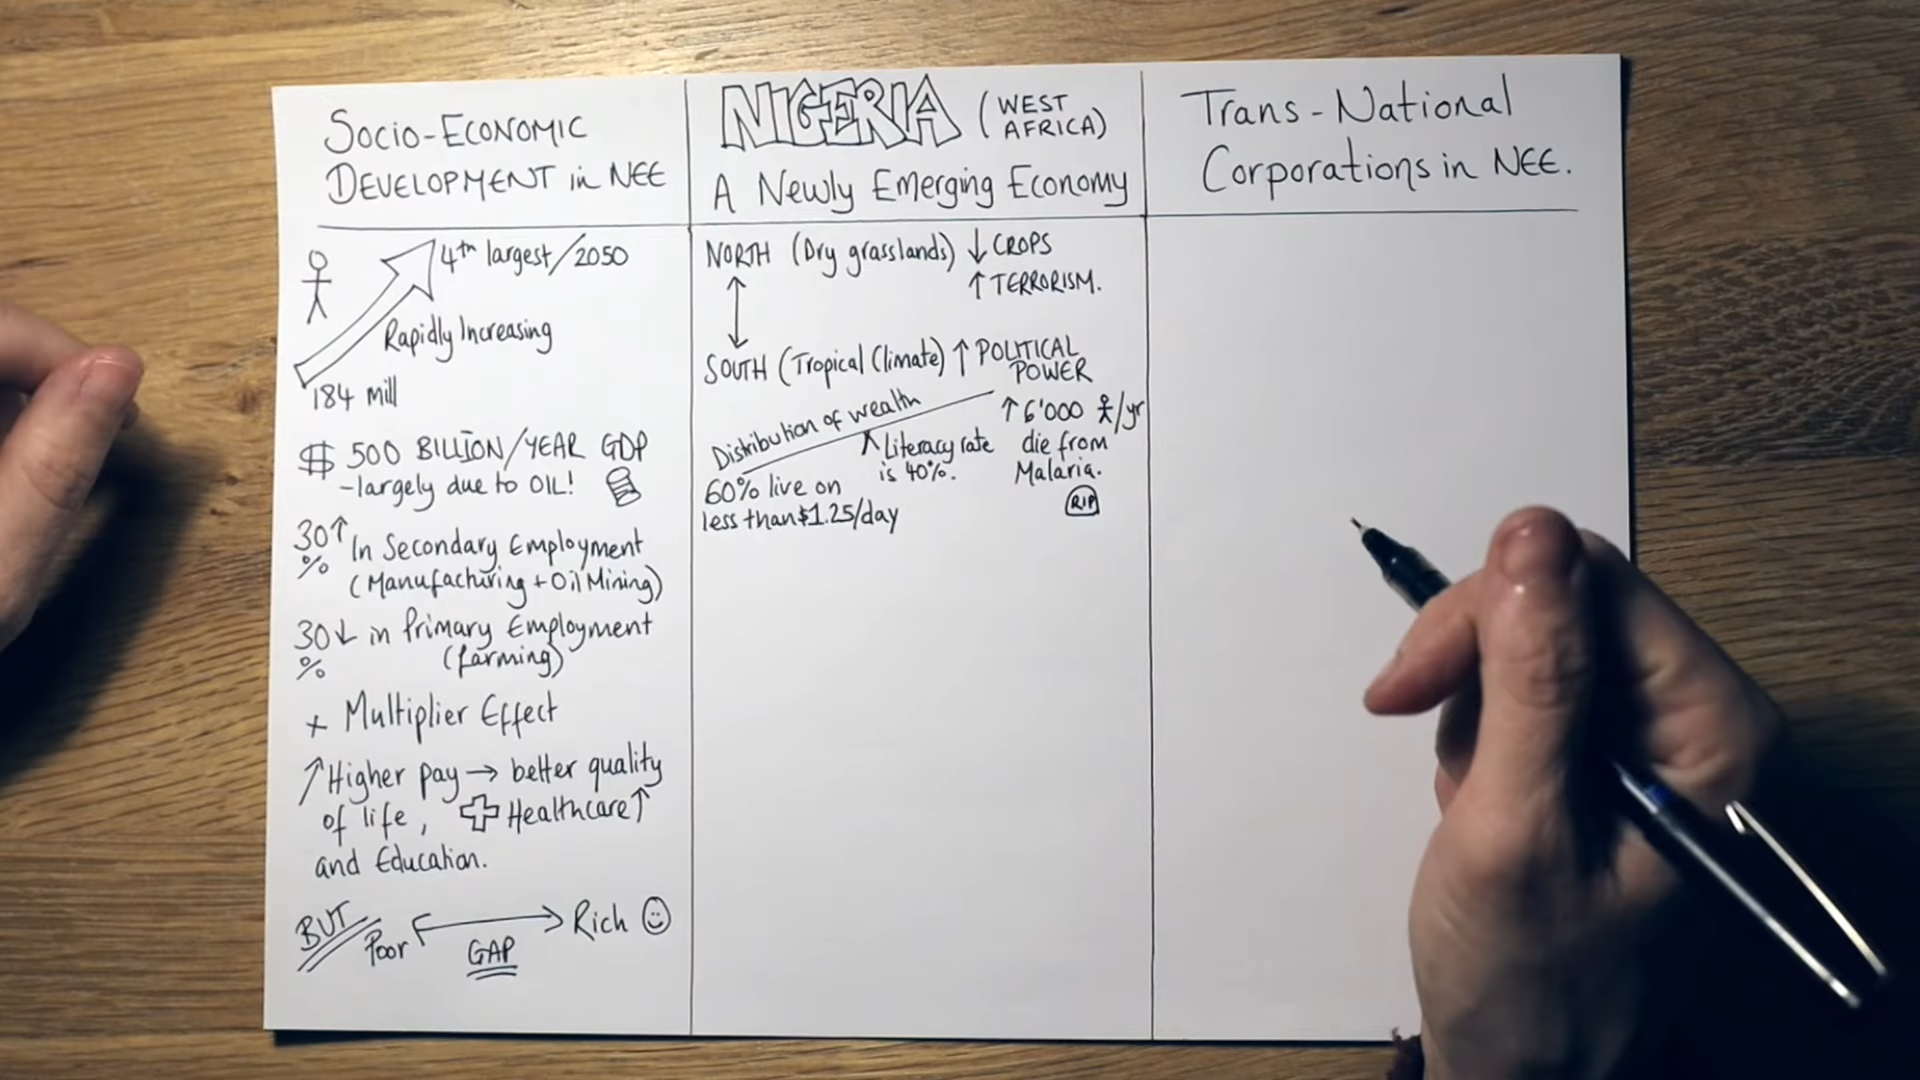 Socio-Economic
Development in NEE
4th largest/2050
Rapidly Increasing
184 mill
$ 500 BILLION/YEAR GDP
-largely due to OIL!
30↑
% In Secondary Employment
(Manufacturing + Oil Mining)
30↓ in Primary Employment
% (farming)
+ Multiplier Effect
↑Higher pay → better quality
of life, Healthcare↑
and Education.
BUT
Poor ↔ Rich
GAP
NIGERIA (WEST
AFRICA)
A Newly Emerging Economy
NORTH (Dry grasslands) ↓ CROPS
↑ TERRORISM.
SOUTH (Tropical Climate) ↑ POLITICAL
POWER
Distribution of wealth
60% live on
less than $1.25/day
Literacy rate
is 40%.
↑ 6'000 /yr
die from
Malaria.
RIP
Trans-National
Corporations in NEE.